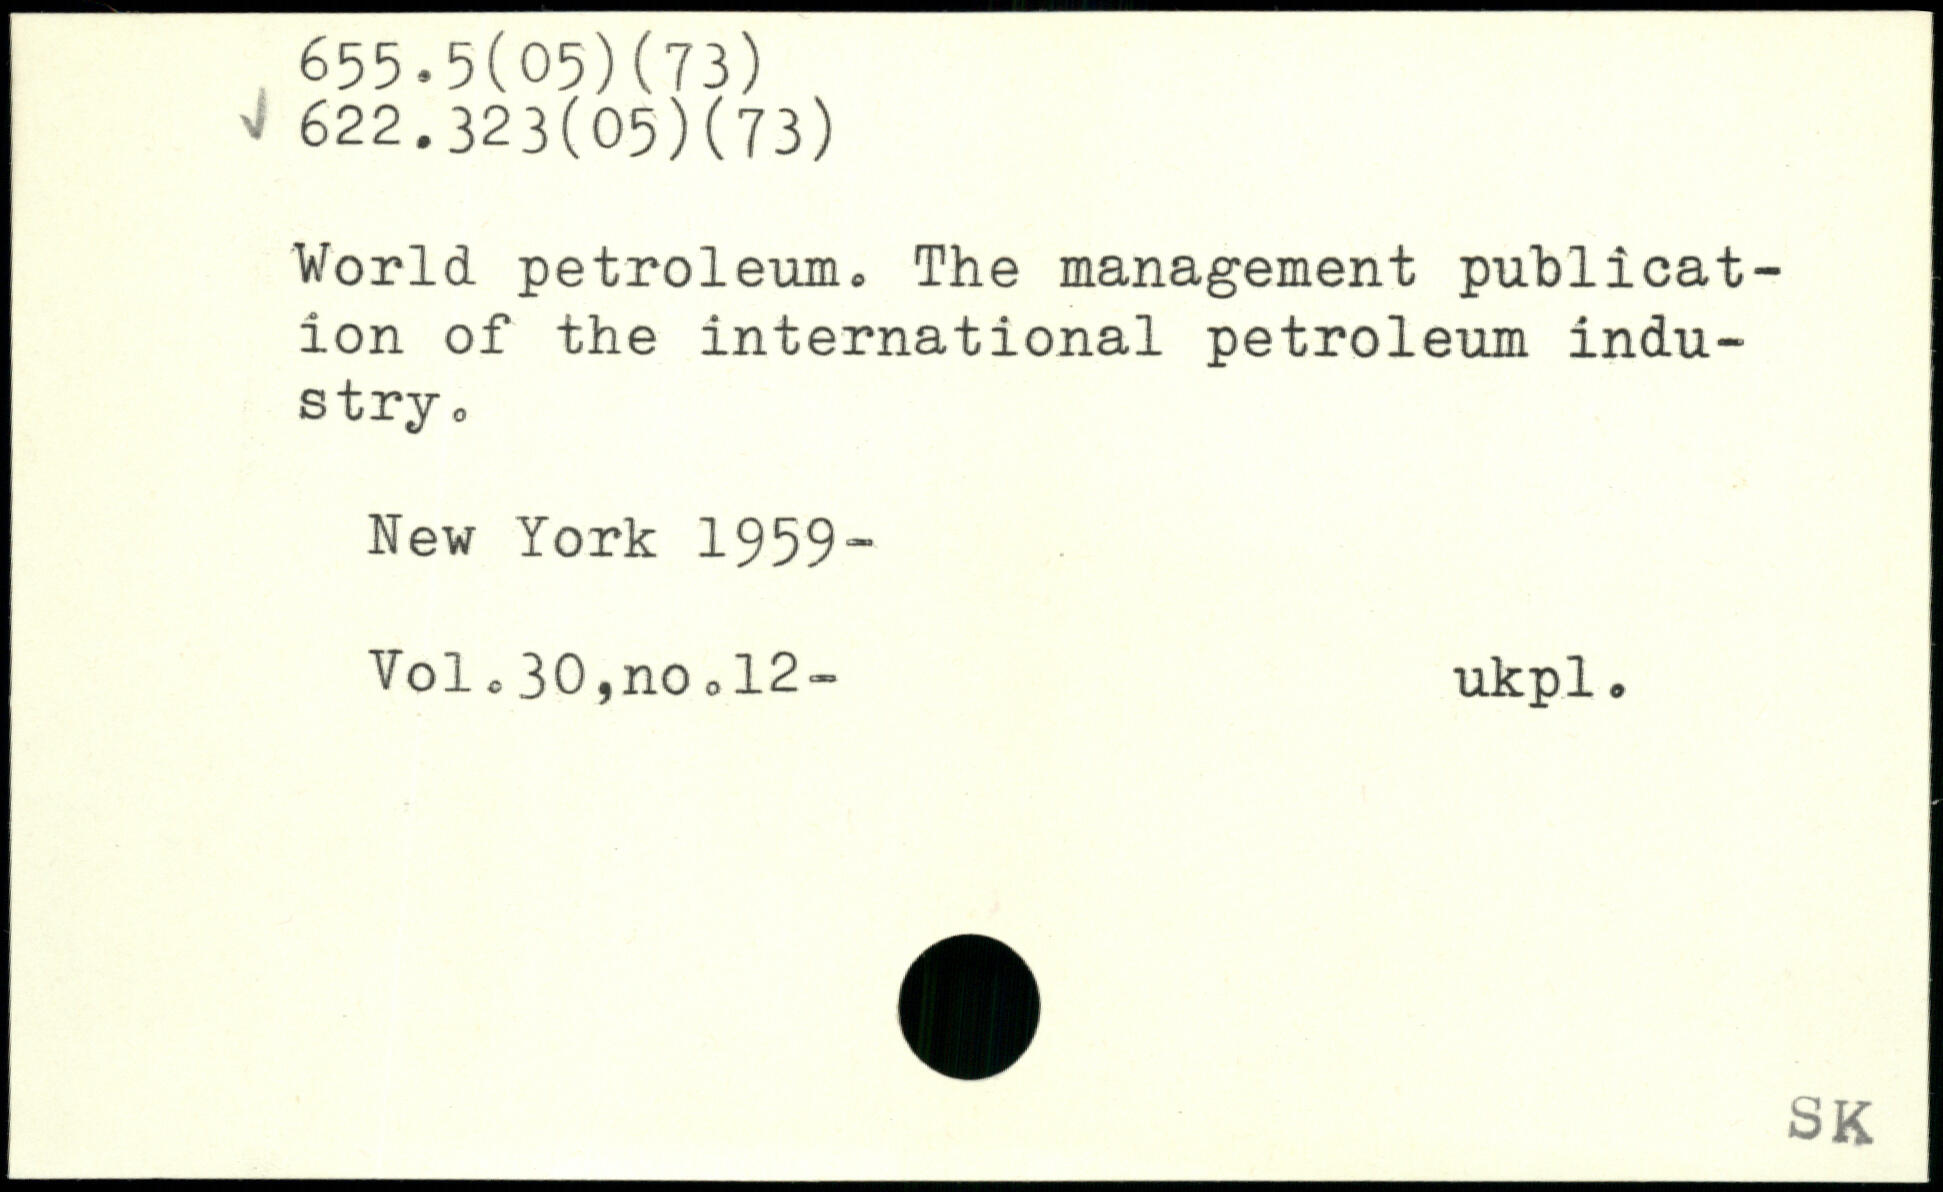 655.5(05)(73)
✓ 622.323(05)(73)
World petroleum. The management publicat-
ion of the international petroleum indu-
stry.
New York 1959-
Vol.30,no.12-
ukpl.
SK